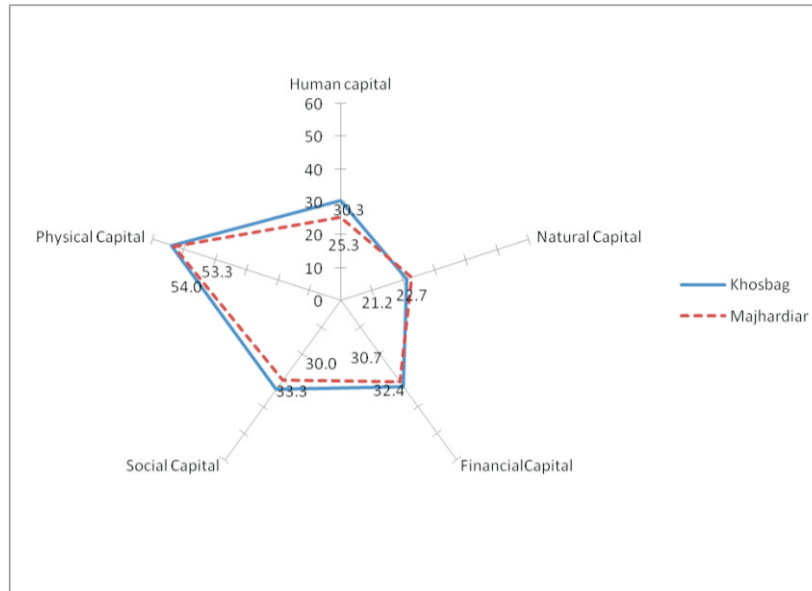 Human capital
60
50
40
30
30.3
20
25.3
10
0
Physical Capital
53.3
54.0
Natural Capital
21.2
22.7
Khosbag
Majhardiar
30.0
30.7
33.3
32.4
Social Capital
FinancialCapital